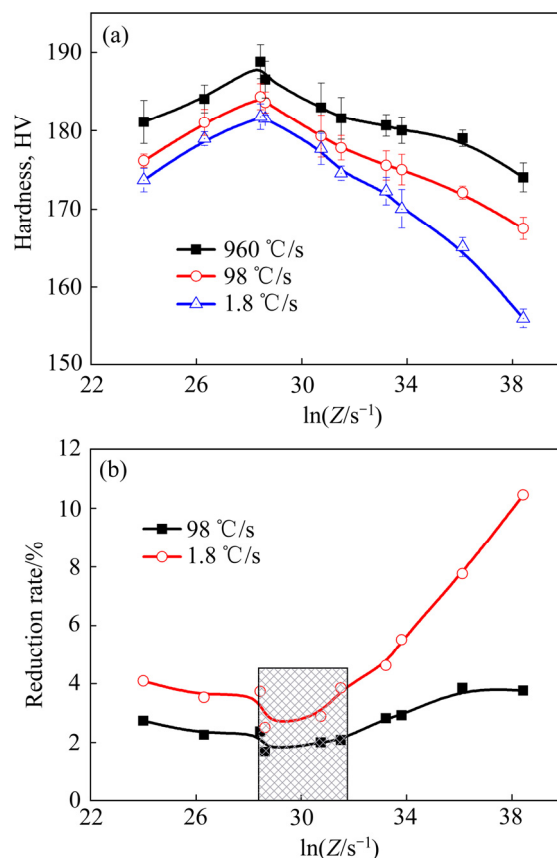 (a)
190
180
170
160
150
Hardness, HV
960 ℃/s
98 ℃/s
1.8 ℃/s
22 26 30 34 38
ln(Z/s⁻¹)
(b)
12
10
8
6
4
2
0
Reduction rate/%
98 ℃/s
1.8 ℃/s
22 26 30 34 38
ln(Z/s⁻¹)